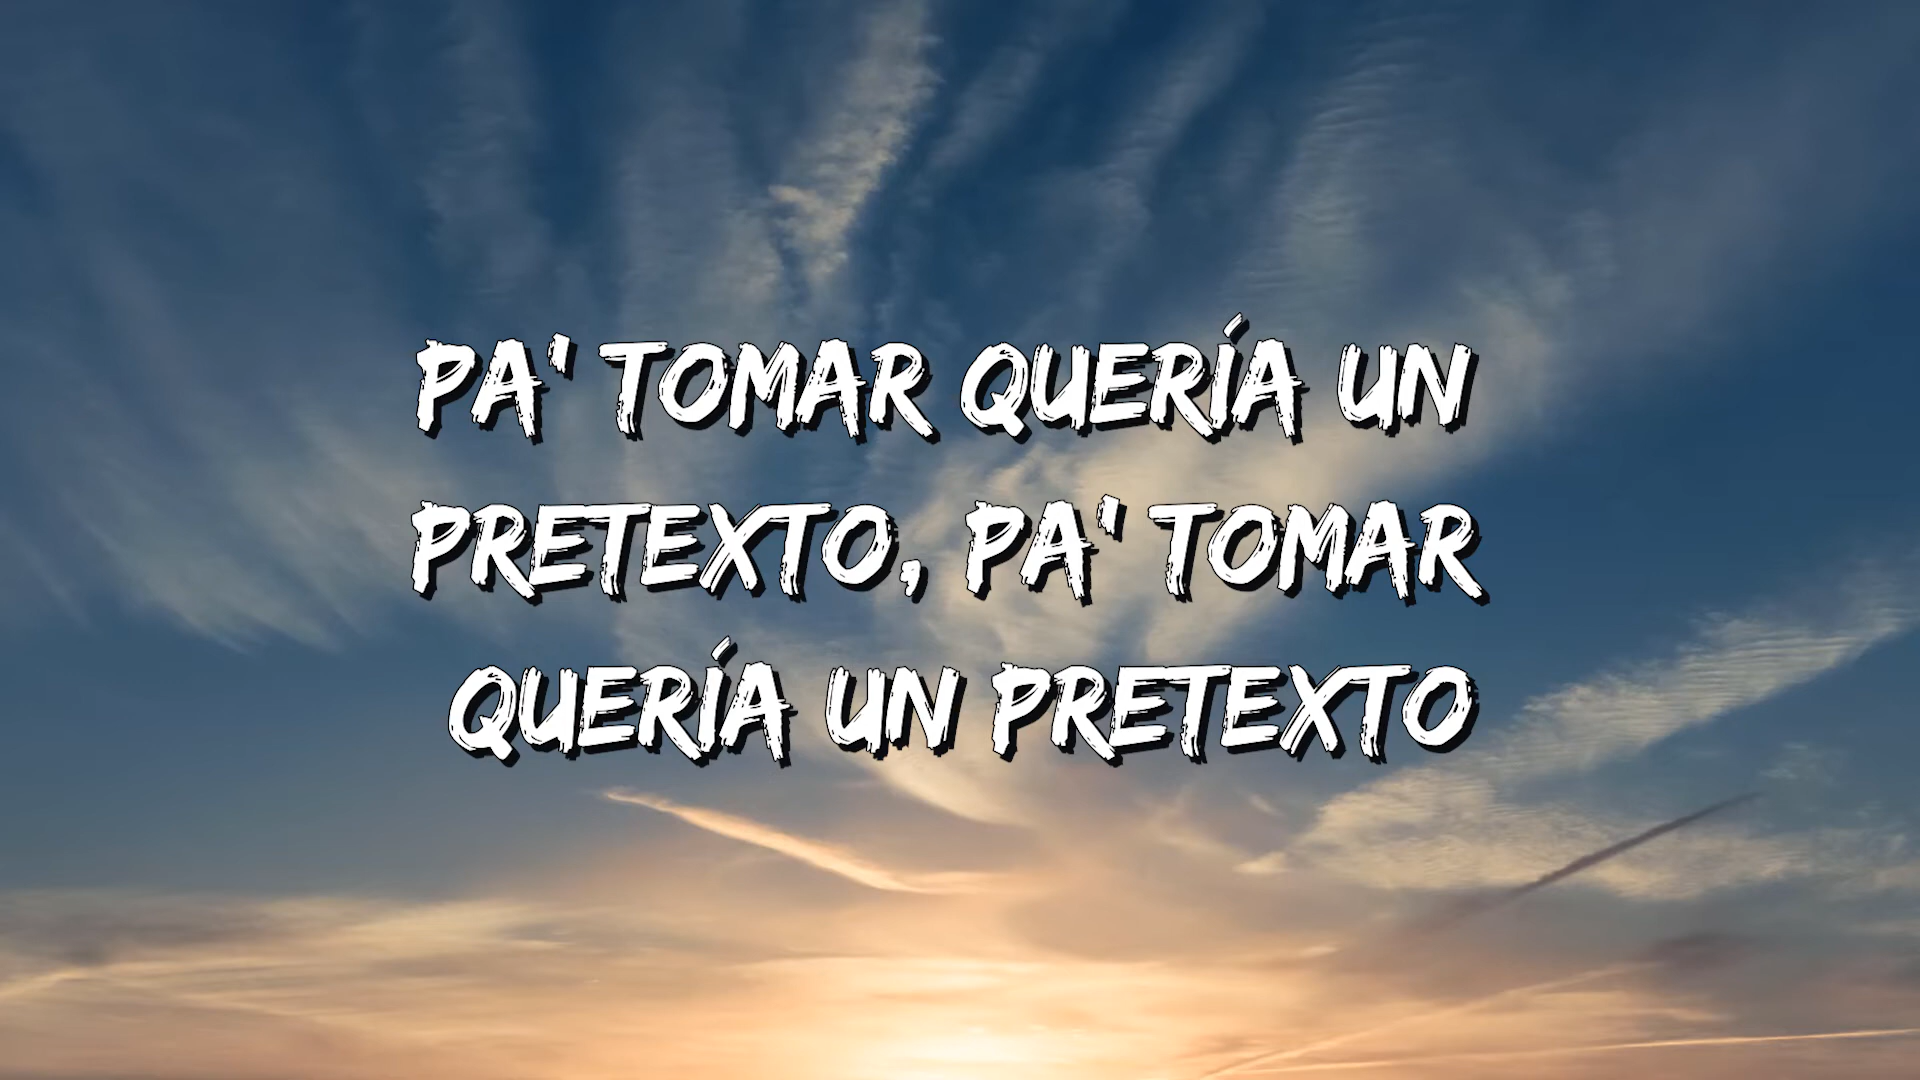 PA' TOMAR QUERÍA UN
PRETEXTO, PA' TOMAR
QUERÍA UN PRETEXTO